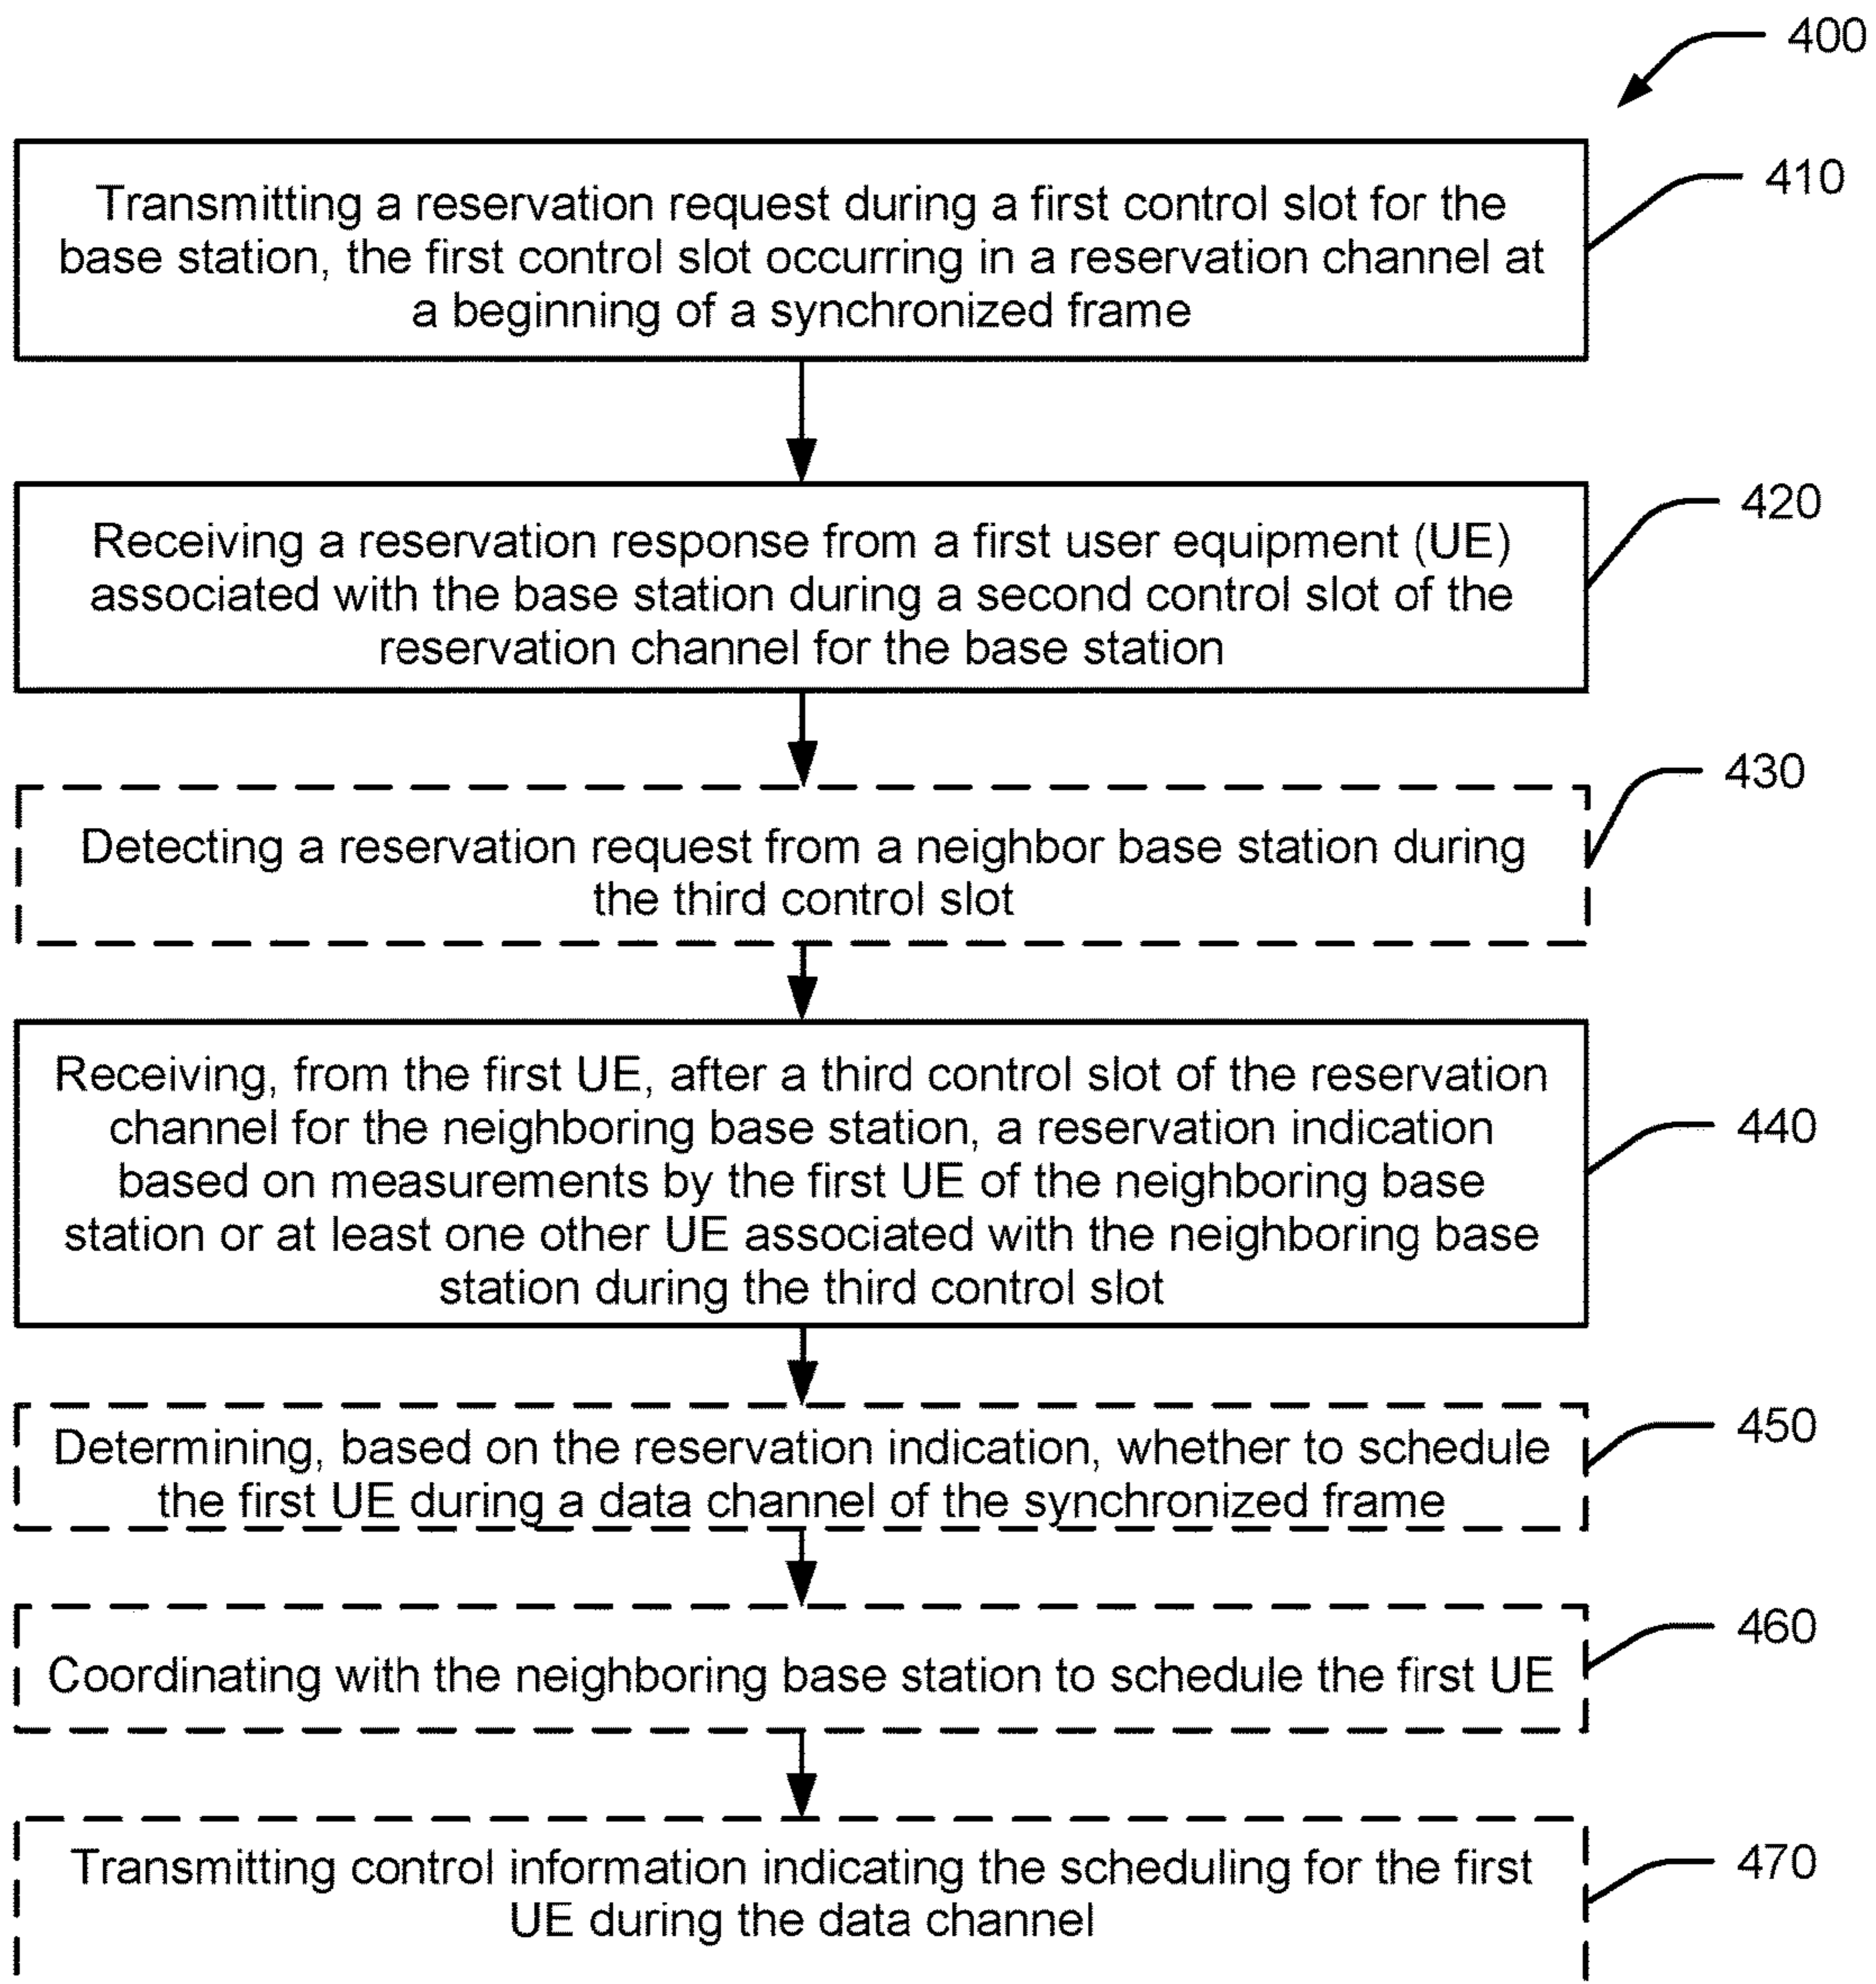 400
Transmitting a reservation request during a first control slot for the
base station, the first control slot occurring in a reservation channel at
a beginning of a synchronized frame
410
Receiving a reservation response from a first user equipment (UE)
associated with the base station during a second control slot of the
reservation channel for the base station
420
Detecting a reservation request from a neighbor base station during
the third control slot
430
Receiving, from the first UE, after a third control slot of the reservation
channel for the neighboring base station, a reservation indication
based on measurements by the first UE of the neighboring base
station or at least one other UE associated with the neighboring base
station during the third control slot
440
Determining, based on the reservation indication, whether to schedule
the first UE during a data channel of the synchronized frame
450
Coordinating with the neighboring base station to schedule the first UE
460
Transmitting control information indicating the scheduling for the first
UE during the data channel
470